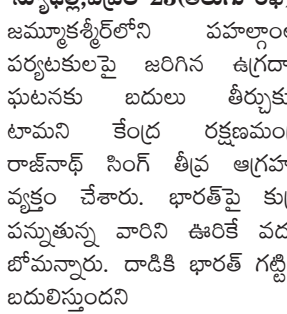 జమ్మూకశ్మీర్‌లోని పహల్గాంల
పర్యటకులపై జరిగిన ఉగ్రదా
ఘటనకు బదులు తీర్చుకు
టామని కేంద్ర రక్షణమం
రాజ్‌నాథ్ సింగ్ తీవ్ర ఆగ్రహ
వ్యక్తం చేశారు. భారత్‌పై కు
పన్నుతున్న వారిని ఊరికే వద
బోమన్నారు. దాడికి భారత్ గట్టి
బదులిస్తుందని